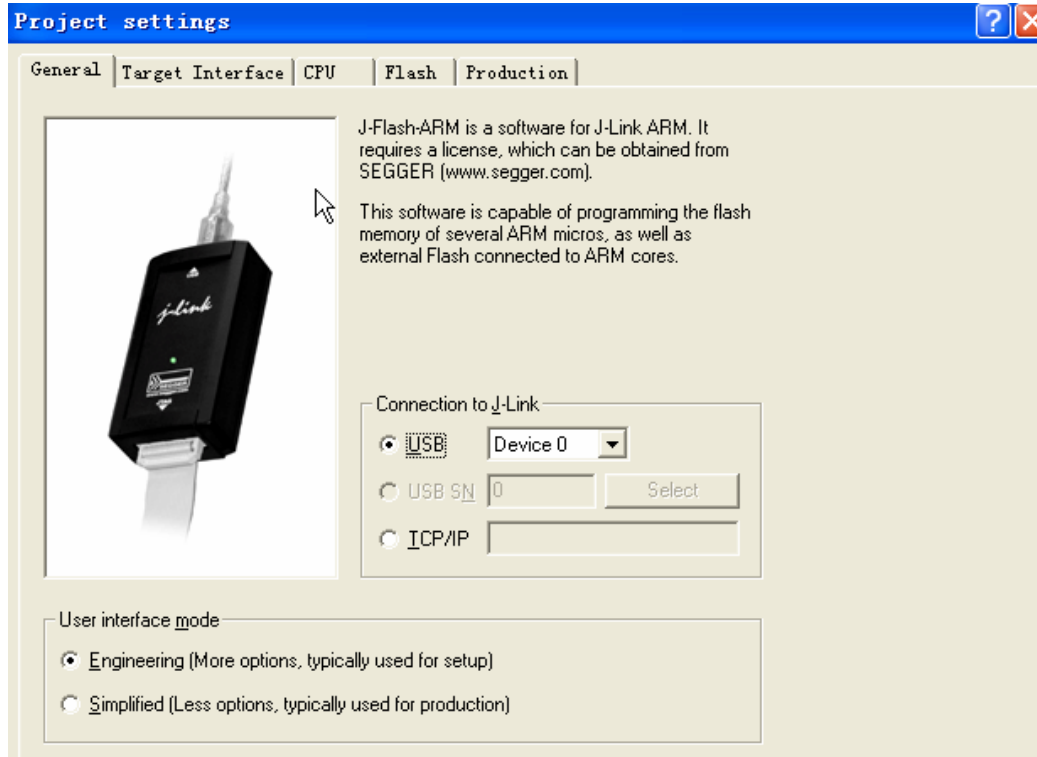 Project settings
General Target Interface CPU Flash Production
J-Flash-ARM is a software for J-Link ARM. It
requires a license, which can be obtained from
SEGGER (www.segger.com).
This software is capable of programming the flash
memory of several ARM micros, as well as
external Flash connected to ARM cores.
j-link
SEGGER
Connection to J-Link
USB Device 0
USB SN 0 Select
TCP/IP
User interface mode
Engineering (More options, typically used for setup)
Simplified (Less options, typically used for production)